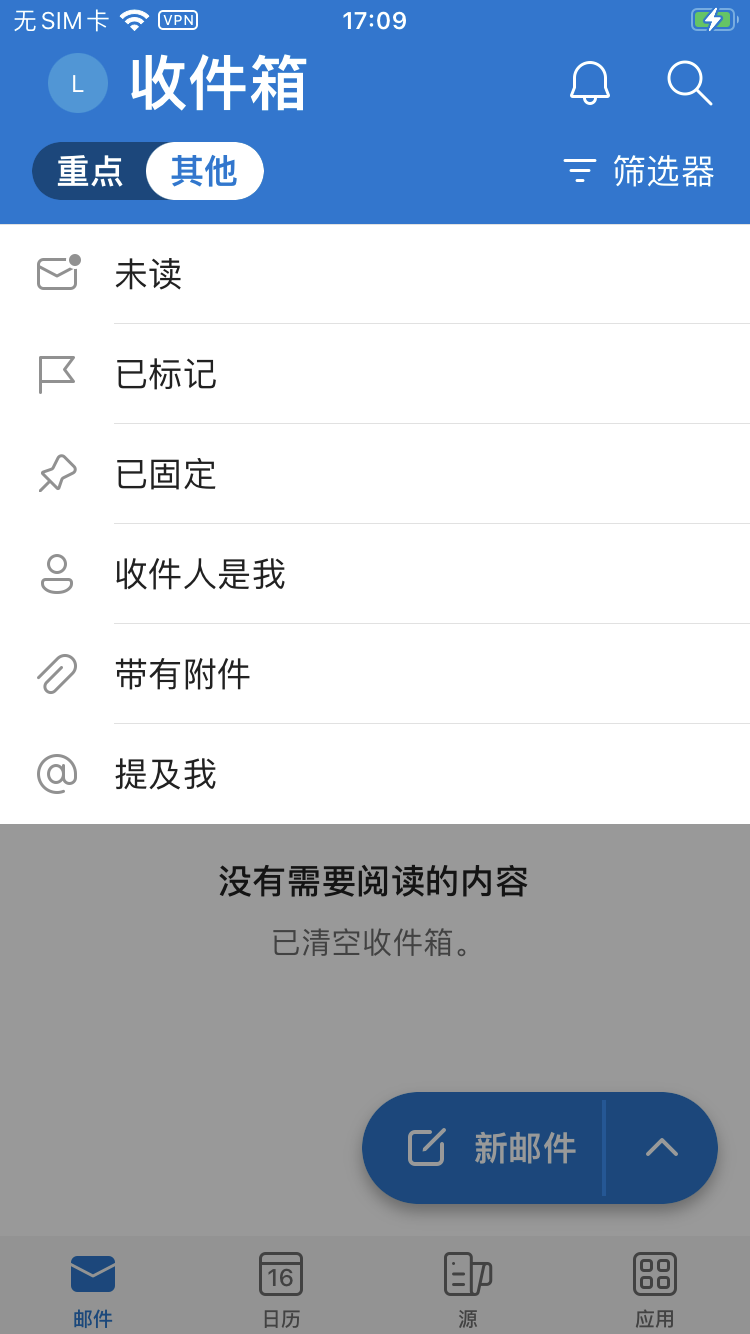 无SIM卡 VPN 17:09
L 收件箱
重点 其他 筛选器
未读
已标记
已固定
收件人是我
带有附件
@ 提及我
没有需要阅读的内容
已清空收件箱。
新邮件
16
邮件 日历 源 应用